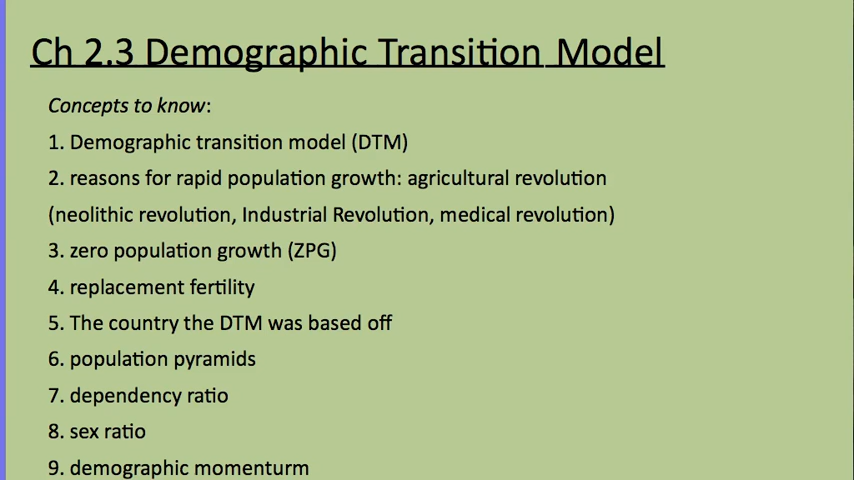 Ch 2.3 Demographic Transition Model
Concepts to know:
1. Demographic transition model (DTM)
2. reasons for rapid population growth: agricultural revolution
(neolithic revolution, Industrial Revolution, medical revolution)
3. zero population growth (ZPG)
4. replacement fertility
5. The country the DTM was based off
6. population pyramids
7. dependency ratio
8. sex ratio
9. demographic momenturm